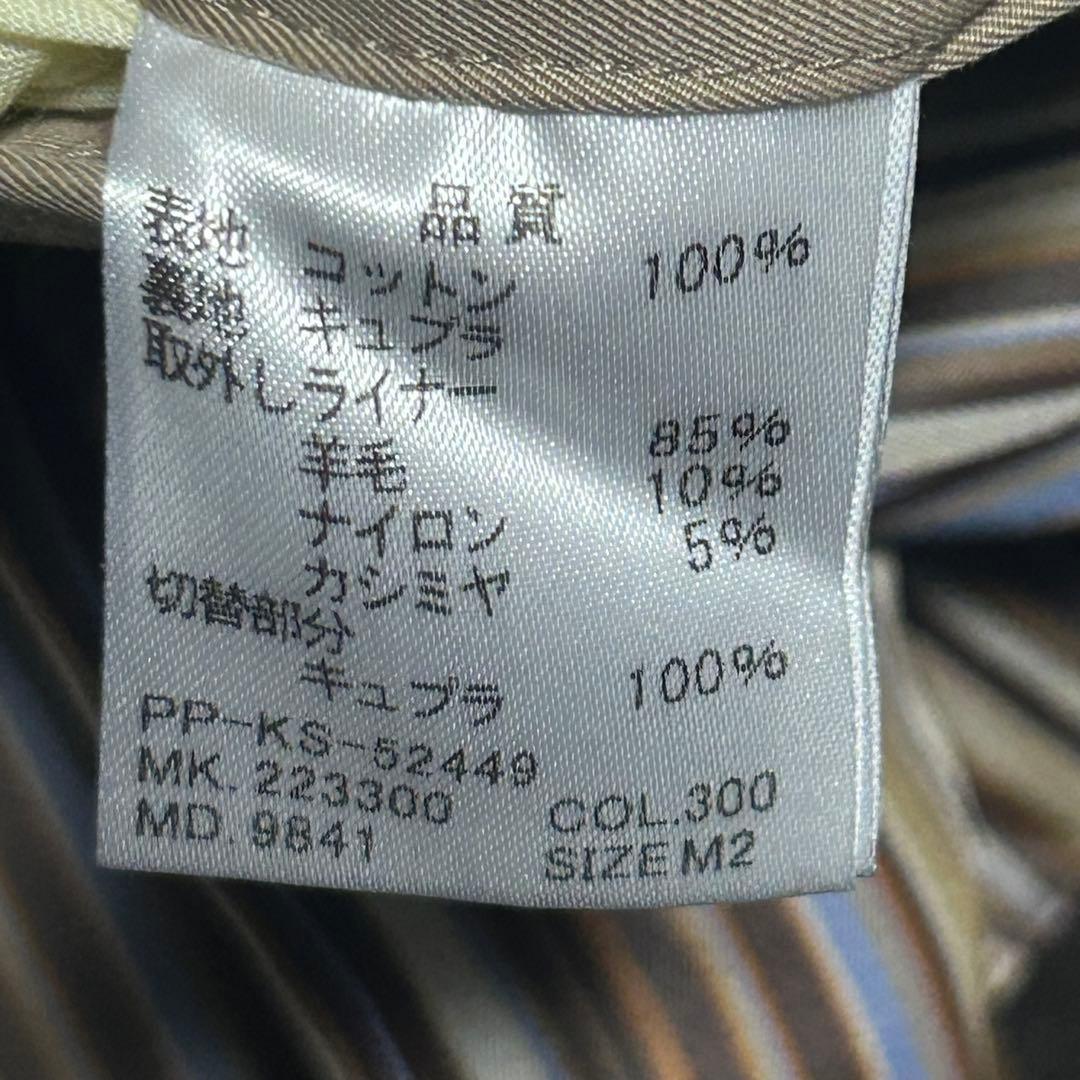 品質
表地 コットン 100%
裏地 キュプラ
取外しライナー
羊毛 85%
ナイロン 10%
カシミヤ 5%
切替部分
キュプラ 100%
PP-KS-52449
MK. 223300 COL.300
MD. 9841 SIZE M2